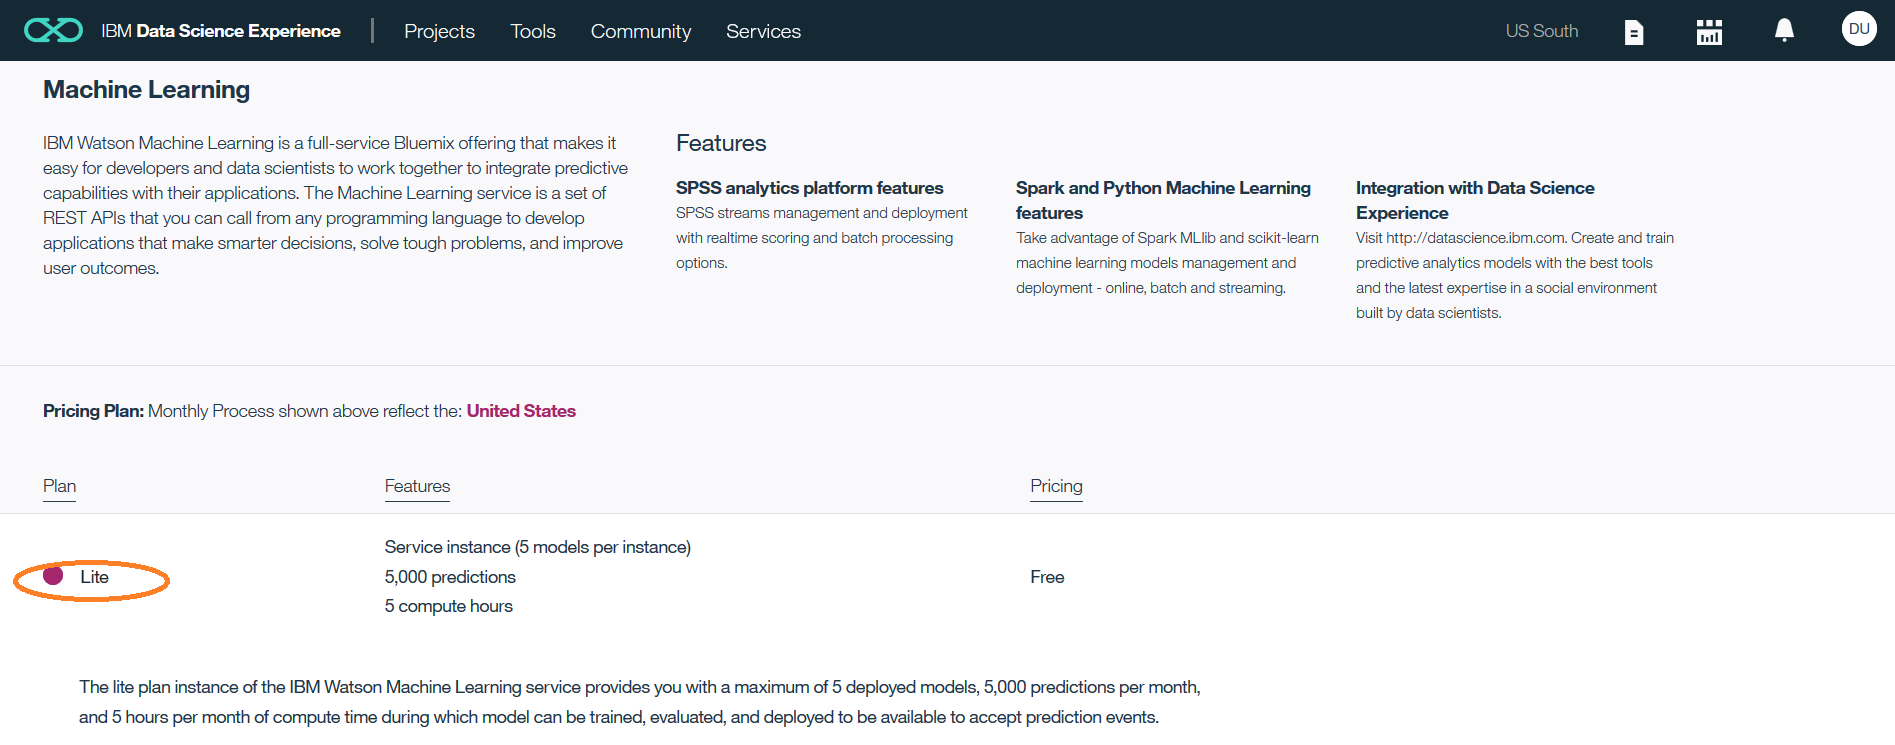 IBM Data Science Experience
Projects
Tools
Community
Services
US South
DU
Machine Learning
IBM Watson Machine Learning is a full-service Bluemix offering that makes it
easy for developers and data scientists to work together to integrate predictive
capabilities with their applications. The Machine Learning service is a set of
REST APIs that you can call from any programming language to develop
applications that make smarter decisions, solve tough problems, and improve
user outcomes.
Features
SPSS analytics platform features
SPSS streams management and deployment
with realtime scoring and batch processing
options.
Spark and Python Machine Learning
features
Take advantage of Spark MLlib and scikit-learn
machine learning models management and
deployment - online, batch and streaming.
Integration with Data Science
Experience
Visit http://datascience.ibm.com. Create and train
predictive analytics models with the best tools
and the latest expertise in a social environment
built by data scientists.
Pricing Plan: Monthly Process shown above reflect the: United States
Plan
Features
Pricing
Lite
Service instance (5 models per instance)
5,000 predictions
5 compute hours
Free
The lite plan instance of the IBM Watson Machine Learning service provides you with a maximum of 5 deployed models, 5,000 predictions per month,
and 5 hours per month of compute time during which model can be trained, evaluated, and deployed to be available to accept prediction events.